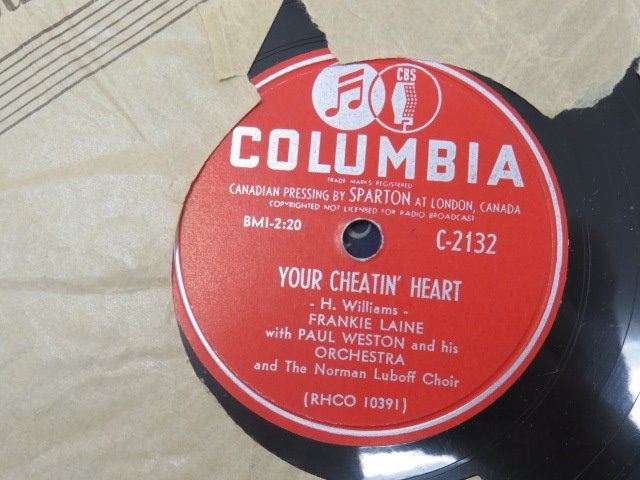 CBS
COLUMBIA
TRADE MARKS REGISTERED
CANADIAN PRESSING BY SPARTON AT LONDON, CANADA
COPYRIGHTED NOT LICENSED FOR RADIO BROADCAST
BMI-2:20
C-2132
YOUR CHEATIN' HEART
- H. Williams -
FRANKIE LAINE
with PAUL WESTON and his
ORCHESTRA
and The Norman Luboff Choir
(RHCO 10391)